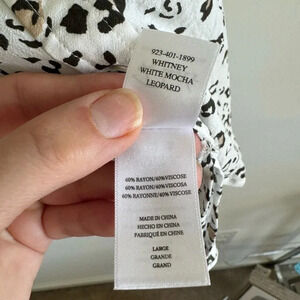 923-401-1899
WHITNEY
WHITE MOCHA
LEOPARD
60% RAYON/40%VISCOSE
60% RAYON/40%VISCOSA
60% RAYONNE/40% VISCOSE
MADE IN CHINA
HECHO EN CHINA
FABRIQUÉ EN CHINE
LARGE
GRANDE
GRAND